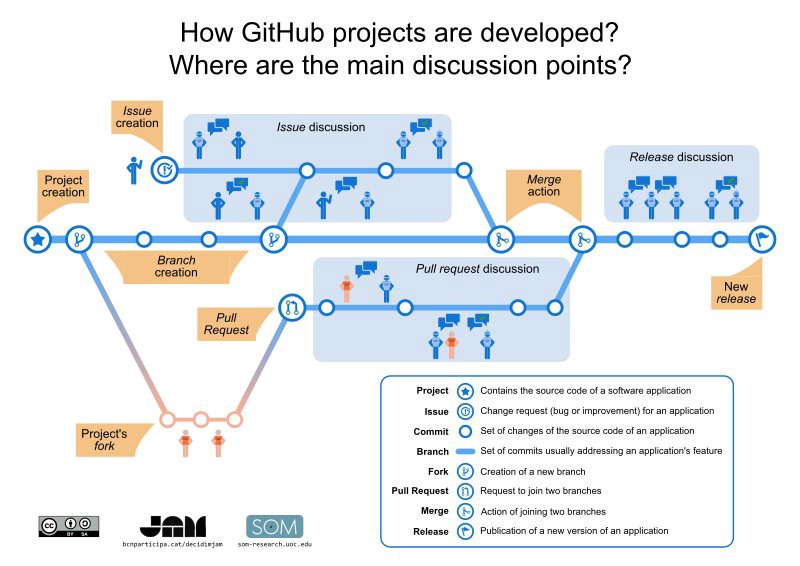 How GitHub projects are developed?
Where are the main discussion points?
Issue
creation
Issue discussion
Project
creation
Merge
action
Release discussion
Branch
creation
Pull request discussion
New
release
Pull
Request
Project's
fork
Project Contains the source code of a software application
Issue Change request (bug or improvement) for an application
Commit Set of changes of the source code of an application
Branch Set of commits usually addressing an application's feature
Fork Creation of a new branch
Pull Request Request to join two branches
Merge Action of joining two branches
Release Publication of a new version of an application
cc BY SA
JAM
bcnparticipa.cat/decidimjam
SOM
som-research.uoc.edu